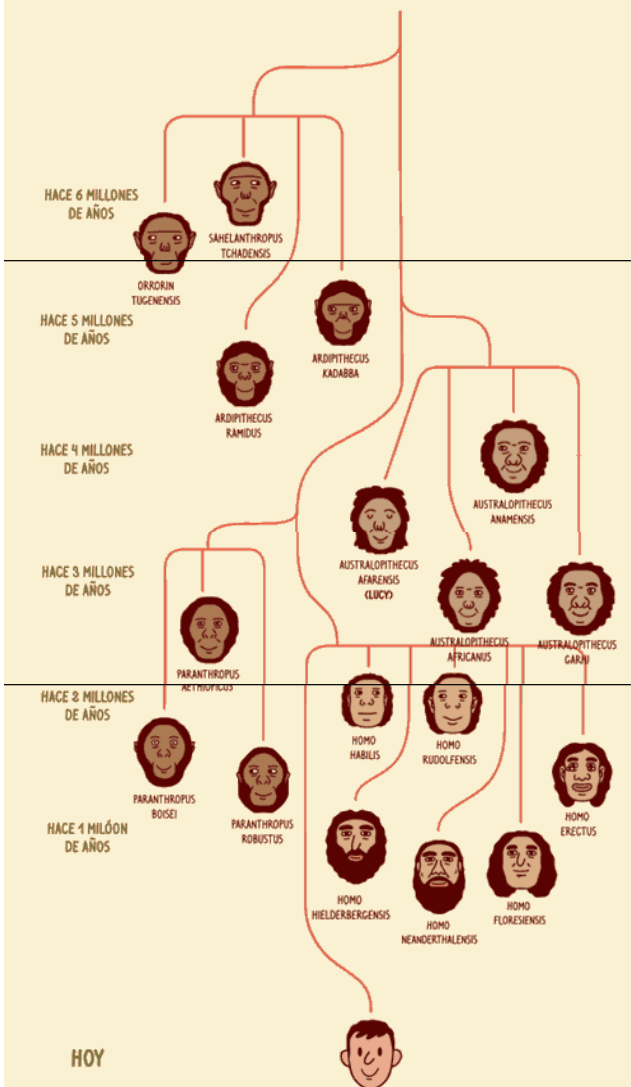 HACE 6 MILLONES
DE AÑOS
SAHELANTHROPUS
TCHADENSIS
ORRORIN
TUGENENSIS
HACE 5 MILLONES
DE AÑOS
ARDIPITHECUS
KADABBA
ARDIPITHECUS
RAMIDUS
HACE 4 MILLONES
DE AÑOS
AUSTRALOPITHECUS
ANAMENSIS
AUSTRALOPITHECUS
AFARENSIS
(LUCY)
HACE 3 MILLONES
DE AÑOS
AUSTRALOPITHECUS
AFRICANUS
AUSTRALOPITHECUS
GARHI
PARANTHROPUS
AETHIOPICUS
HACE 2 MILLONES
DE AÑOS
HOMO
HABILIS
HOMO
RUDOLFENSIS
PARANTHROPUS
BOISEI
PARANTHROPUS
ROBUSTUS
HOMO
ERECTUS
HACE 1 MILÓON
DE AÑOS
HOMO
HIELDERBERGENSIS
HOMO
NEANDERTHALENSIS
HOMO
FLORESIENSIS
HOY